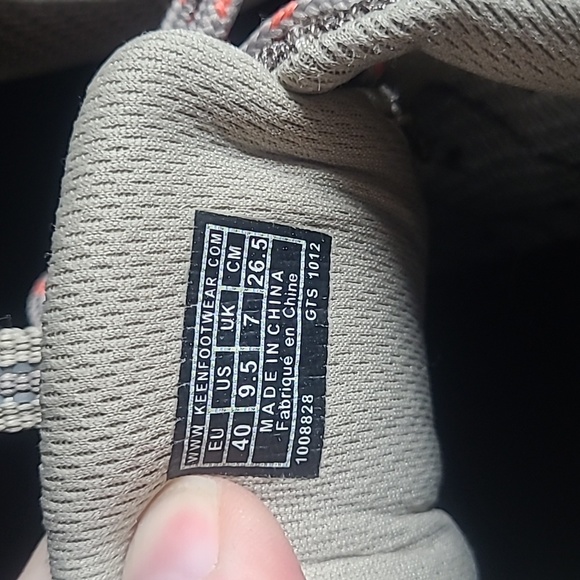 WWW KEENFOOTWEAR COM
EU US UK CM
40 9.5 7 26.5
MADE IN CHINA
Fabriqué en Chine
1008828 GTS 1012